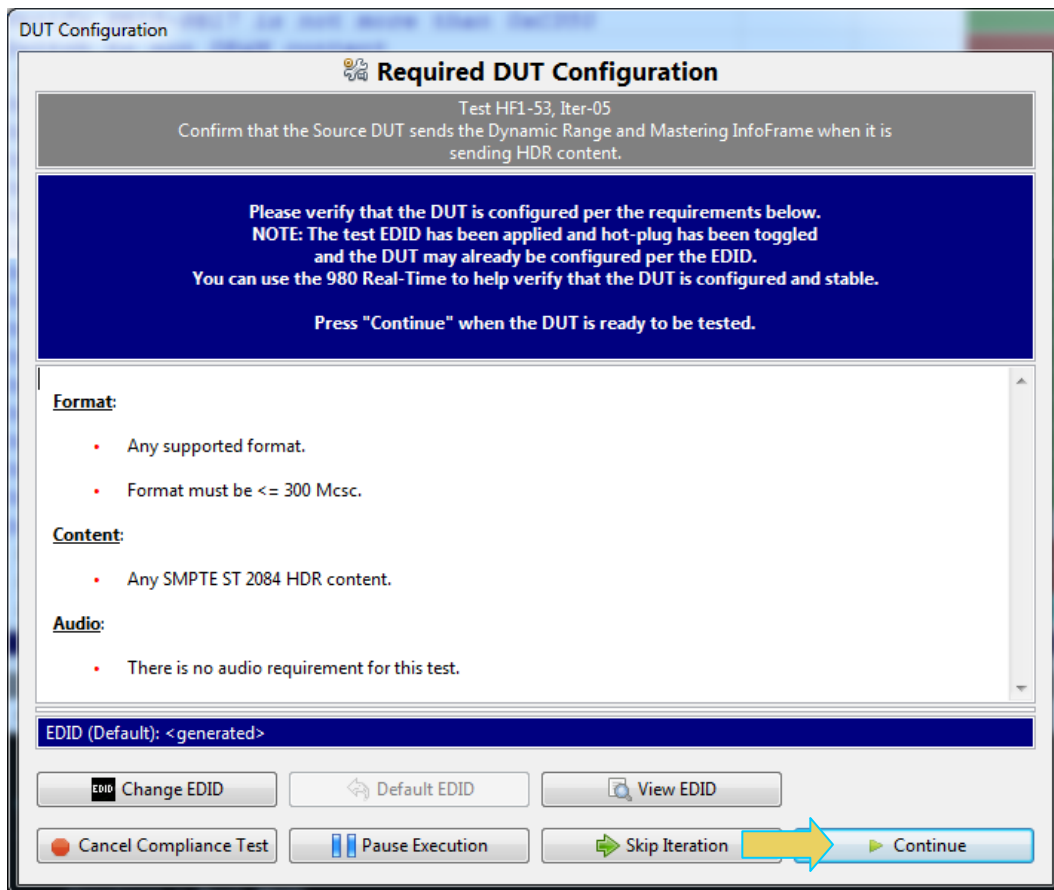 is not more than
DUT Configuration
Required DUT Configuration
Test HF1-53, Iter-05
Confirm that the Source DUT sends the Dynamic Range and Mastering InfoFrame when it is
sending HDR content.
Please verify that the DUT is configured per the requirements below.
NOTE: The test EDID has been applied and hot-plug has been toggled
and the DUT may already be configured per the EDID.
You can use the 980 Real-Time to help verify that the DUT is configured and stable.
Press "Continue" when the DUT is ready to be tested.
Format:
• Any supported format.
• Format must be <= 300 Mcsc.
Content:
• Any SMPTE ST 2084 HDR content.
Audio:
• There is no audio requirement for this test.
EDID (Default): <generated>
EDID Change EDID Default EDID View EDID
Cancel Compliance Test Pause Execution Skip Iteration Continue